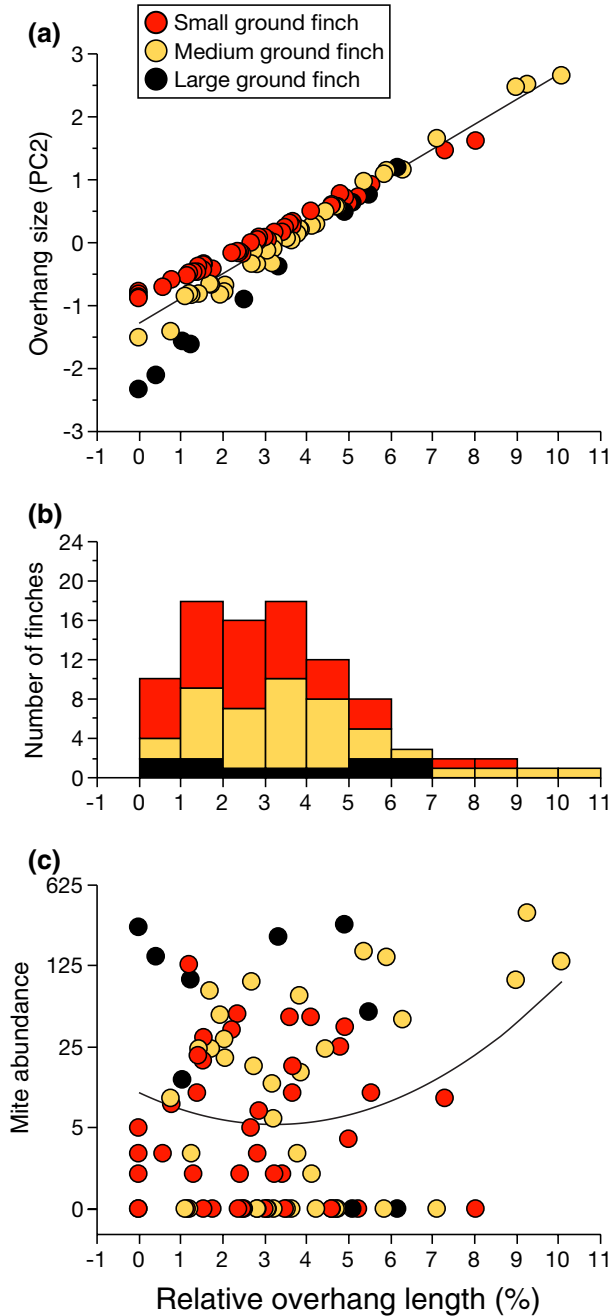 Small ground finch
Medium ground finch
Large ground finch
(a)
3
2
1
0
-1
-2
-3
Overhang size (PC2)
-1 0 1 2 3 4 5 6 7 8 9 10 11
(b)
24
20
16
12
8
4
0
Number of finches
-1 0 1 2 3 4 5 6 7 8 9 10 11
(c)
625
125
25
5
0
Mite abundance
-1 0 1 2 3 4 5 6 7 8 9 10 11
Relative overhang length (%)